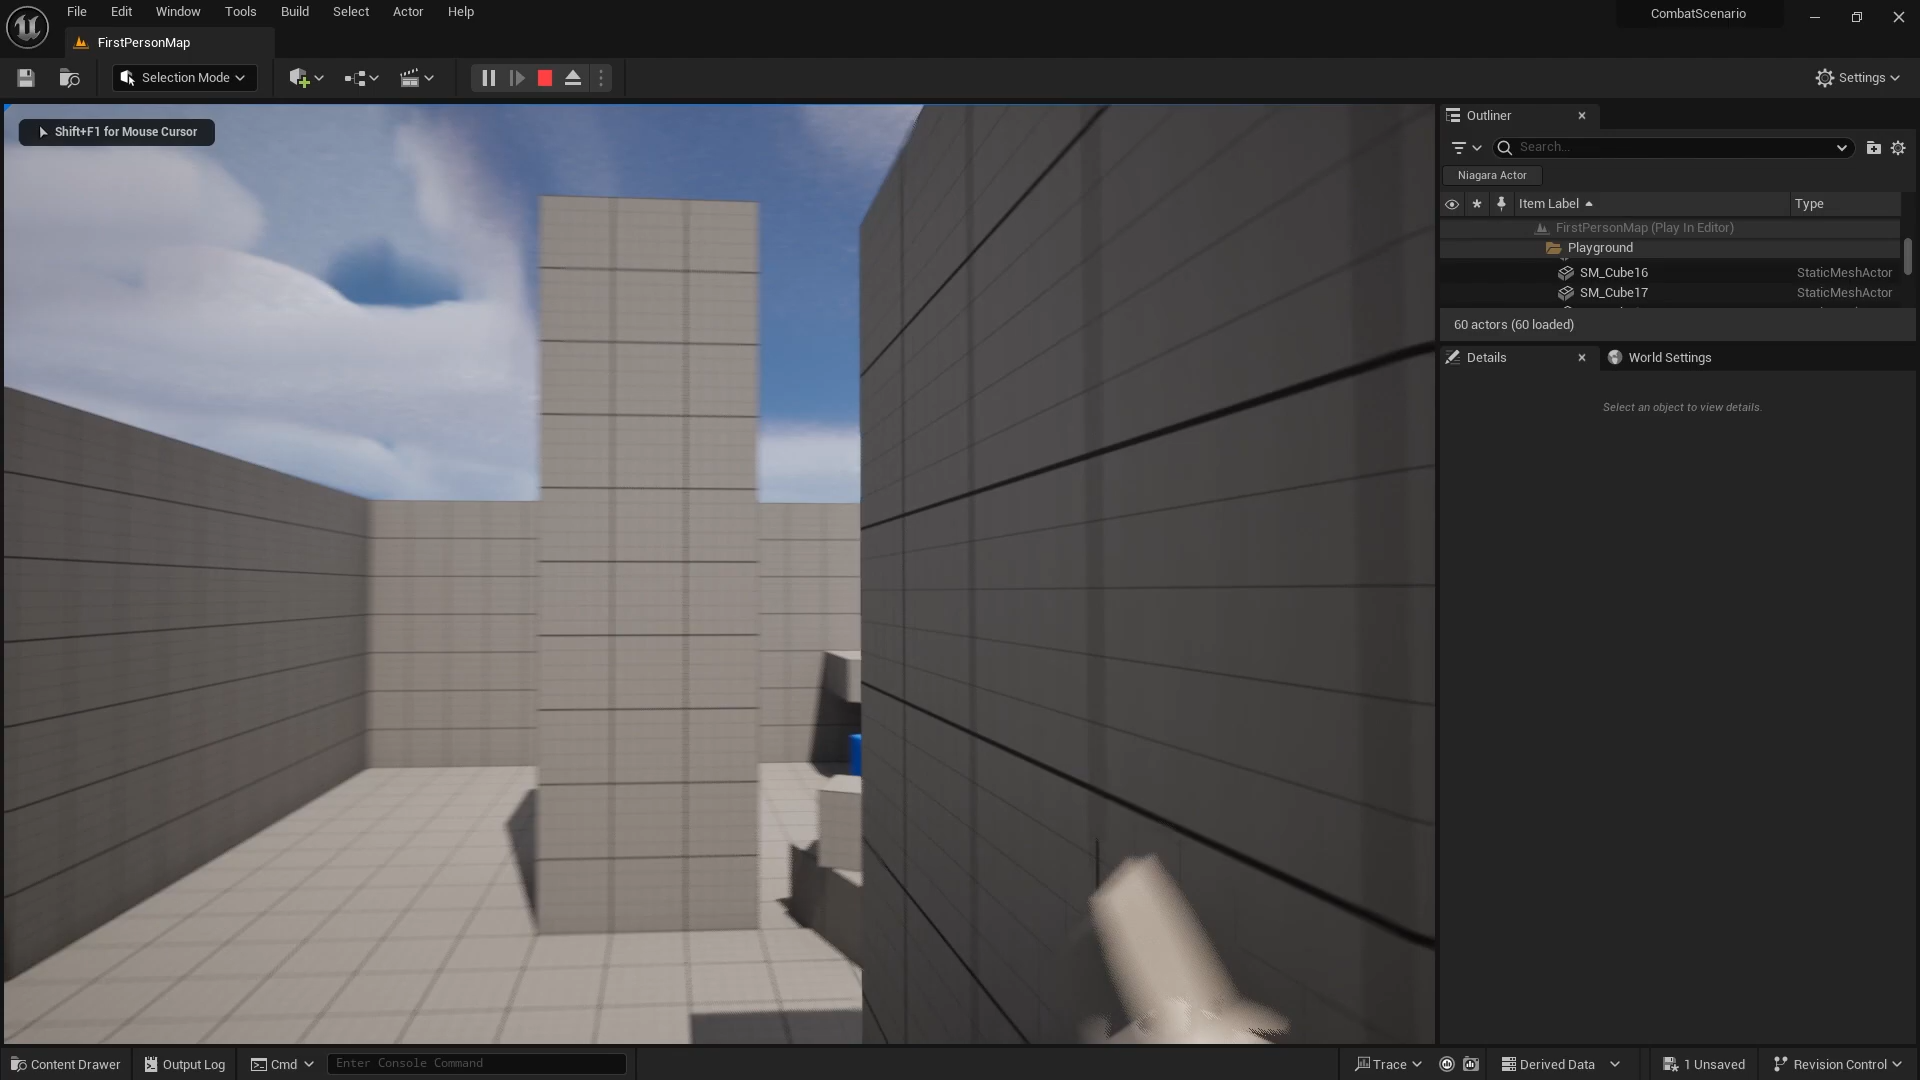 File Edit Window Tools Build Select Actor Help
CombatScenario
FirstPersonMap
Selection Mode
Settings
Shift+F1 for Mouse Cursor
Outliner
Search...
Niagara Actor
Item Label Type
FirstPersonMap (Play In Editor)
Playground
SM_Cube16 StaticMeshActor
SM_Cube17 StaticMeshActor
60 actors (60 loaded)
Details World Settings
Select an object to view details.
Content Drawer Output Log Cmd Enter Console Command Trace Derived Data 1 Unsaved Revision Control